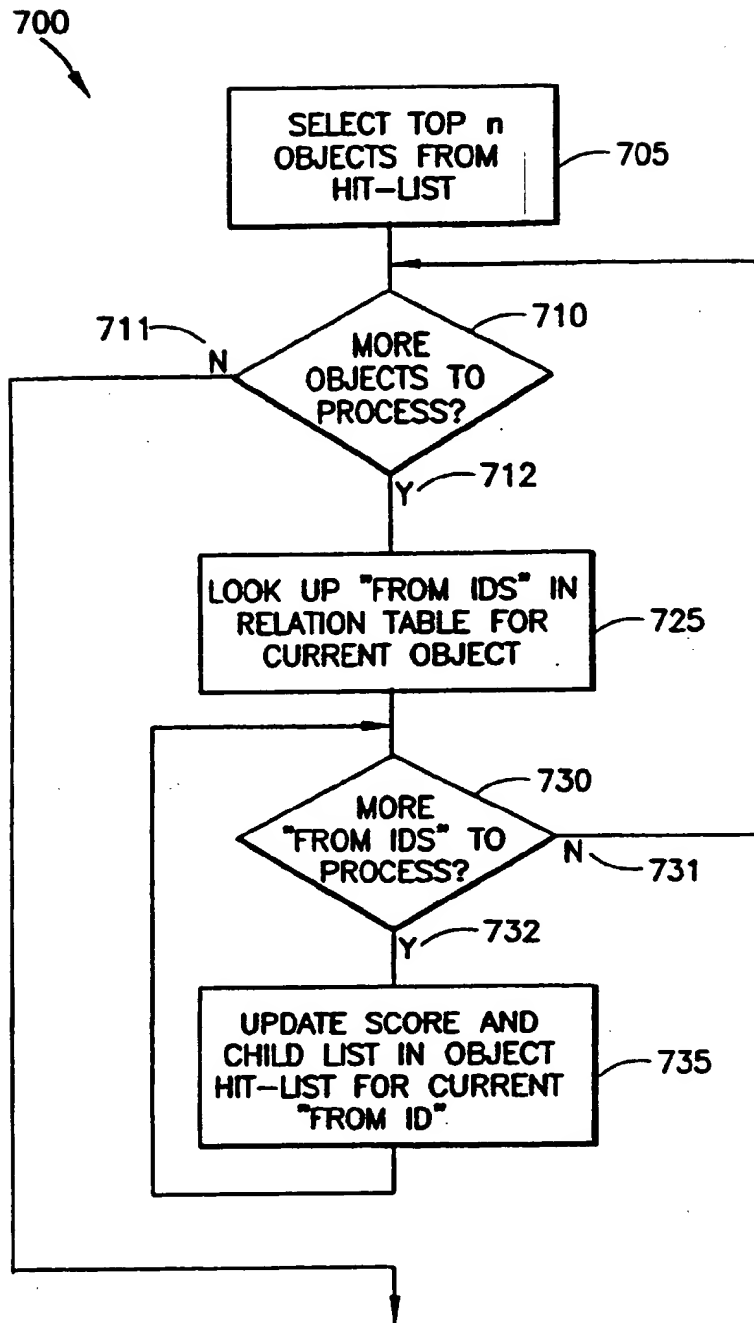 700
SELECT TOP n
OBJECTS FROM
HIT-LIST
705
711
N
710
MORE
OBJECTS TO
PROCESS?
Y
712
LOOK UP "FROM IDS" IN
RELATION TABLE FOR
CURRENT OBJECT
725
730
MORE
"FROM IDS" TO
PROCESS?
N
731
Y
732
UPDATE SCORE AND
CHILD LIST IN OBJECT
HIT-LIST FOR CURRENT
"FROM ID"
735